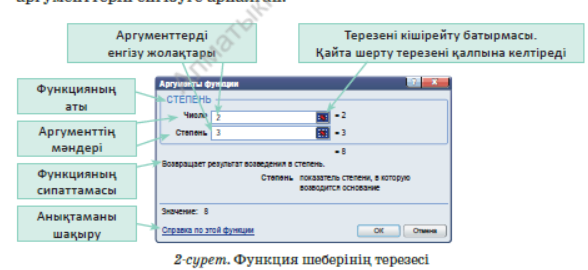 аргументтерін енгізуге арналған.
Аргументтерді
енгізу жолақтары
Терезені кішірейту батырмасы.
Қайта шерту терезені қалпына келтіреді
Функцияның
аты
Аргументтің
мәндері
Функцияның
сипаттамасы
Анықтаманы
шақыру
Аргументы функции
СТЕПЕНЬ
Число 2 = 2
Степень 3 = 3
= 8
Возвращает результат возведения в степень.
Степень показатель степени, в которую
возводится основание
Значение: 8
Справка по этой функции
ОК Отмена
2-сурет. Функция шеберінің терезесі